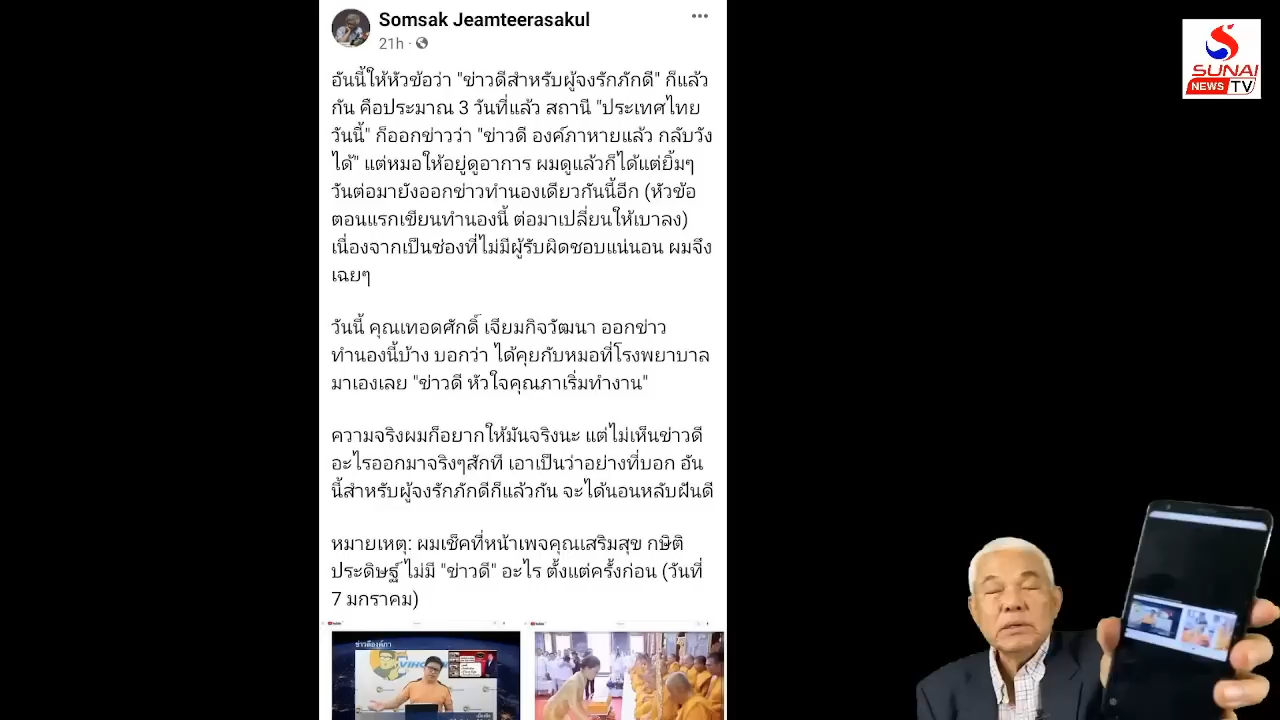 Somsak Jeamteerasakul
21h
อันนี้ให้หัวข้อว่า "ข่าวดีสำหรับผู้จงรักภักดี" ก็แล้ว
กัน คือประมาณ 3 วันที่แล้ว สถานี "ประเทศไทย
วันนี้" ก็ออกข่าวว่า "ข่าวดี องค์ภาหายแล้ว กลับวัง
ได้" แต่หมอให้อยู่ดูอาการ ผมดูแล้วก็ได้แต่ยิ้มๆ
วันต่อมายังออกข่าวทำนองเดียวกันนี้อีก (หัวข้อ
ตอนแรกเขียนทำนองนี้ ต่อมาเปลี่ยนให้เบาลง)
เนื่องจากเป็นช่องที่ไม่มีผู้รับผิดชอบแน่นอน ผมจึง
เฉยๆ
วันนี้ คุณเทอดศักดิ์ เจียมกิจวัฒนา ออกข่าว
ทำนองนี้บ้าง บอกว่า ได้คุยกับหมอที่โรงพยาบาล
มาเองเลย "ข่าวดี หัวใจคุณภาเริ่มทำงาน"
ความจริงผมก็อยากให้มันจริงนะ แต่ไม่เห็นข่าวดี
อะไรออกมาจริงๆสักที เอาเป็นว่าอย่างที่บอก อัน
นี้สำหรับผู้จงรักภักดีก็แล้วกัน จะได้นอนหลับฝันดี
หมายเหตุ: ผมเช็คที่หน้าเพจคุณเสริมสุข กษิติ
ประดิษฐ์ ไม่มี "ข่าวดี" อะไร ตั้งแต่ครั้งก่อน (วันที่
7 มกราคม)
ข่าวดีองค์ภา
SUNAI
NEWS TV